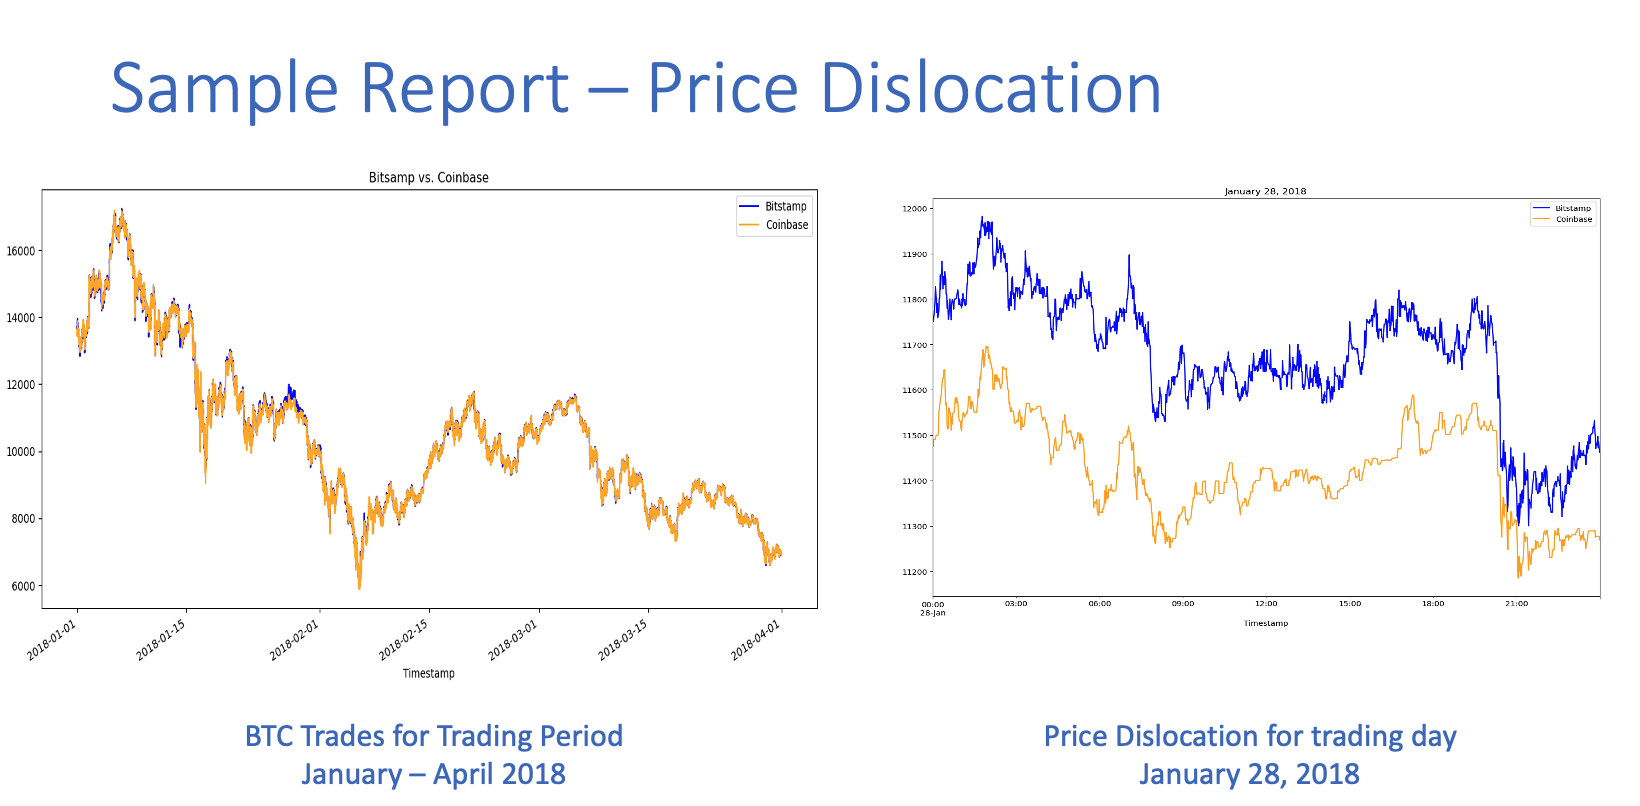 Sample Report – Price Dislocation
Bitsamp vs. Coinbase
Bitstamp
Coinbase
16000
14000
12000
10000
8000
6000
2018-01-01
2018-01-15
2018-02-01
2018-02-15
2018-03-01
2018-03-15
2018-04-01
Timestamp
BTC Trades for Trading Period
January – April 2018
January 28, 2018
Bitstamp
Coinbase
12000
11900
11800
11700
11600
11500
11400
11300
11200
00:00
28-Jan
03:00
06:00
09:00
12:00
15:00
18:00
21:00
Timestamp
Price Dislocation for trading day
January 28, 2018